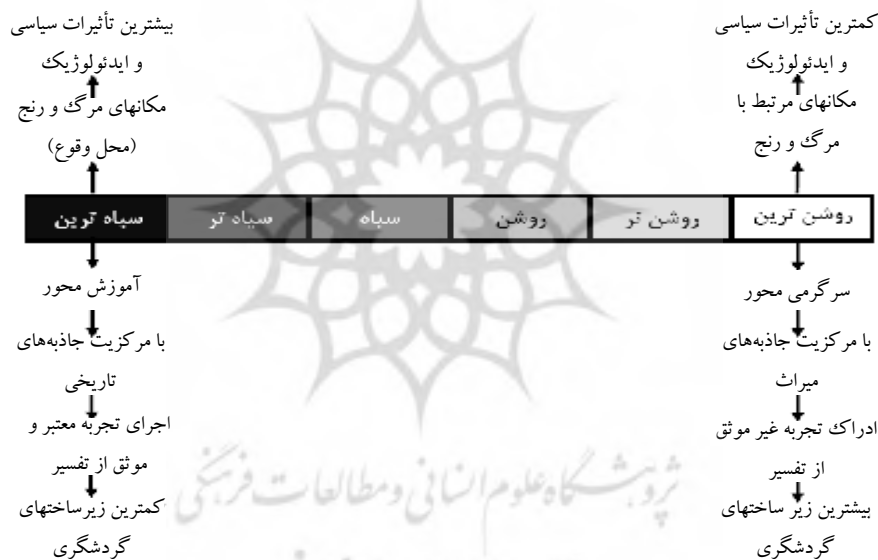 کمترین تأثیرات سیاسی
و ایدئولوژیک
مکانهای مرتبط با
مرگ و رنج
بیشترین تأثیرات سیاسی
و ایدئولوژیک
مکانهای مرگ و رنج
(محل وقوع)
روشن ترین روشن تر روشن سیاه سیاه تر سیاه ترین
سرگرمی محور
با مرکزیت جاذبه‌های
میراث
ادراک تجربه غیر موثق
از تفسیر
بیشترین زیر ساختهای
گردشگری
آموزش محور
با مرکزیت جاذبه‌های
تاریخی
اجرای تجربه معتبر و
موثق از تفسیر
کمترین زیرساختهای
گردشگری
پژوهشگاه علوم انسانی و مطالعات فرهنگی